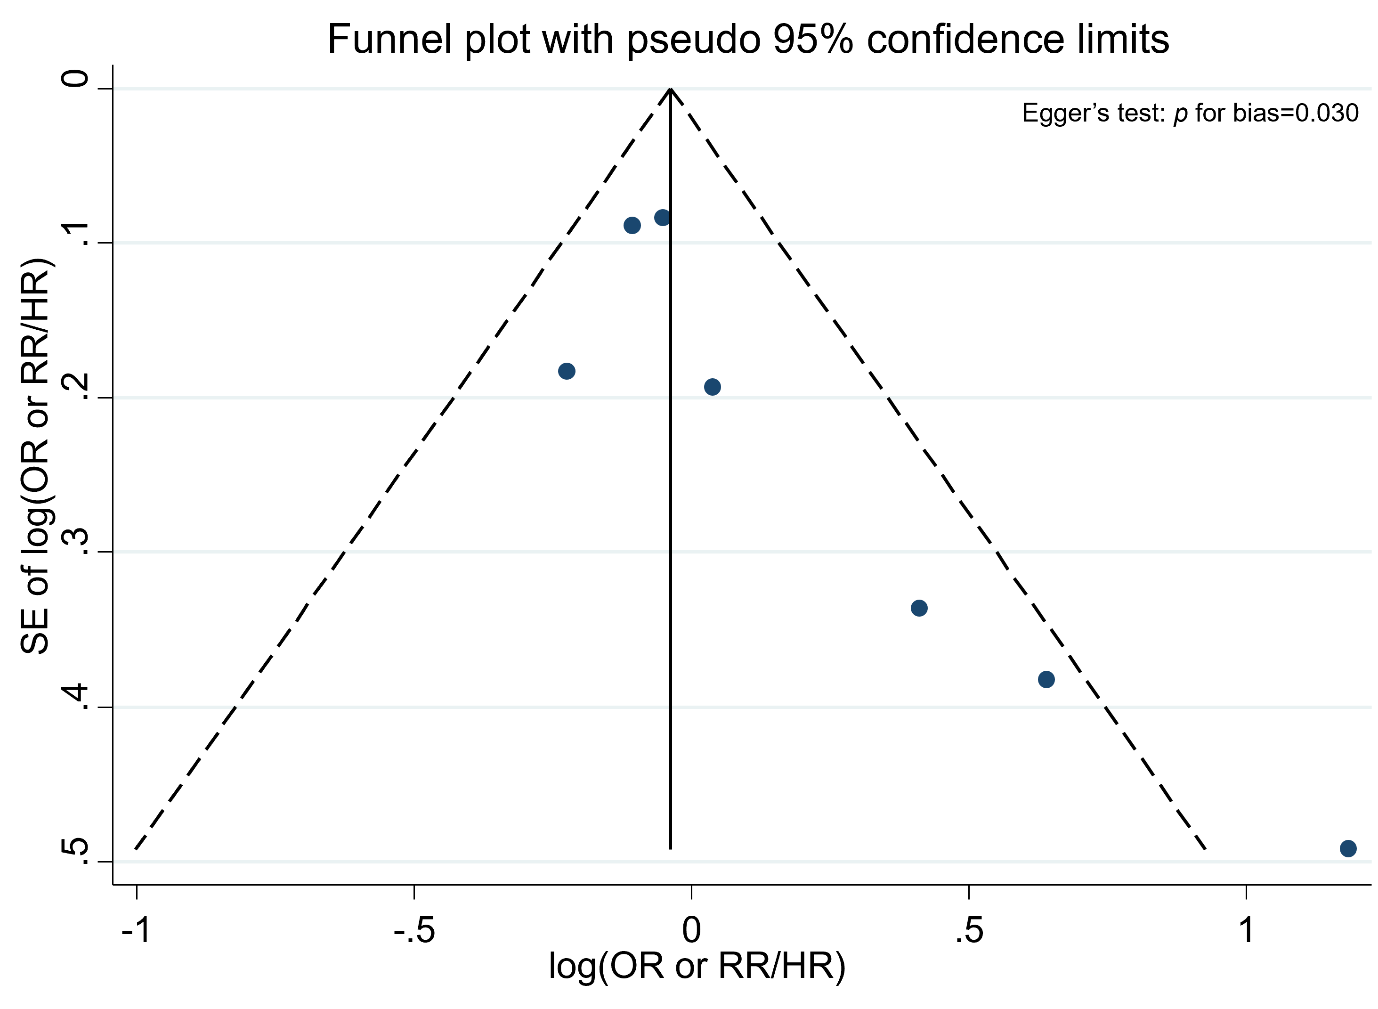 Funnel plot with pseudo 95% confidence limits
Egger’s test: p for bias=0.030
SE of log(OR or RR/HR)
0
.1
.2
.3
.4
.5
-1 -.5 0 .5 1
log(OR or RR/HR)